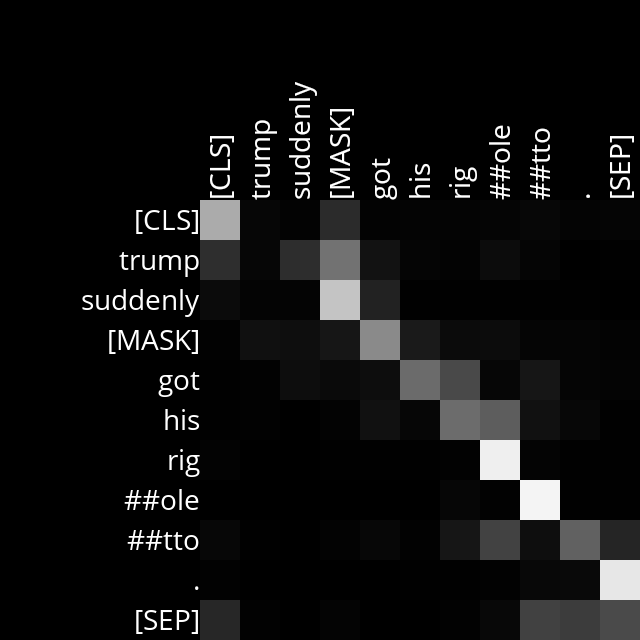 [CLS] trump suddenly [MASK] got his rig ##ole ##tto . [SEP]
[CLS]
trump
suddenly
[MASK]
got
his
rig
##ole
##tto
.
[SEP]